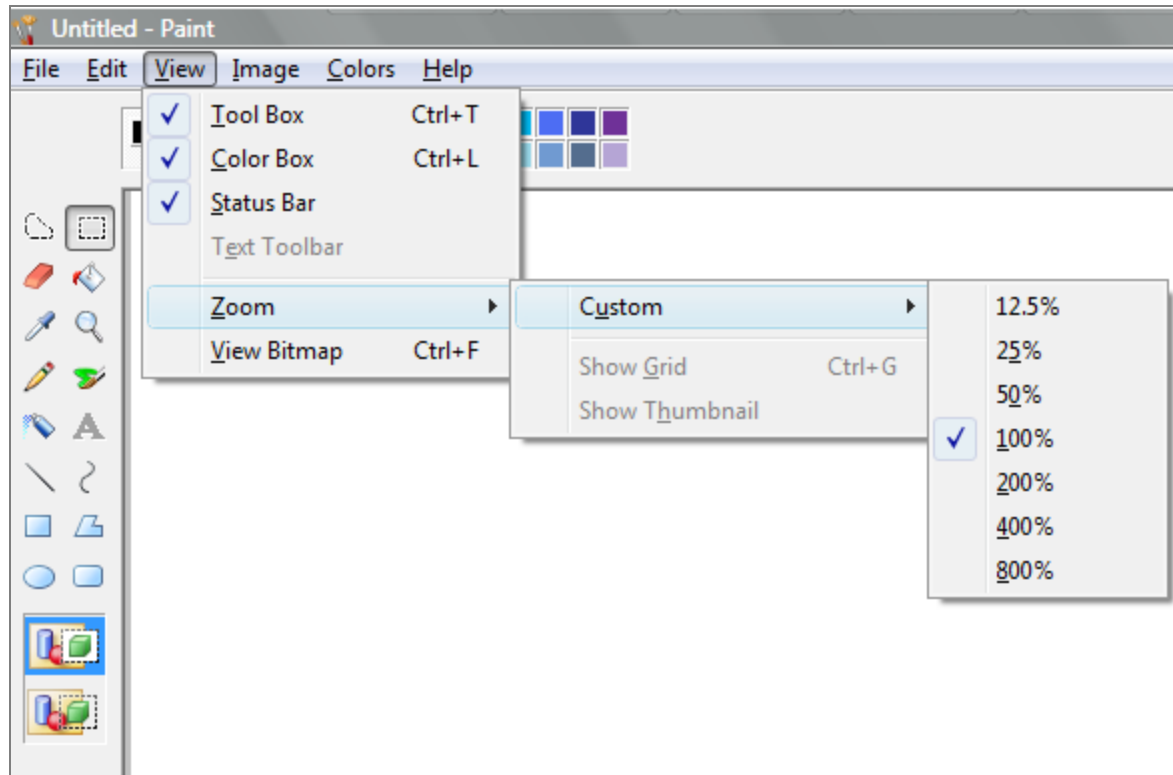 Untitled - Paint
File Edit View Image Colors Help
Tool Box Ctrl+T
Color Box Ctrl+L
Status Bar
Text Toolbar
Zoom
View Bitmap Ctrl+F
Custom
Show Grid Ctrl+G
Show Thumbnail
12.5%
25%
50%
100%
200%
400%
800%
A